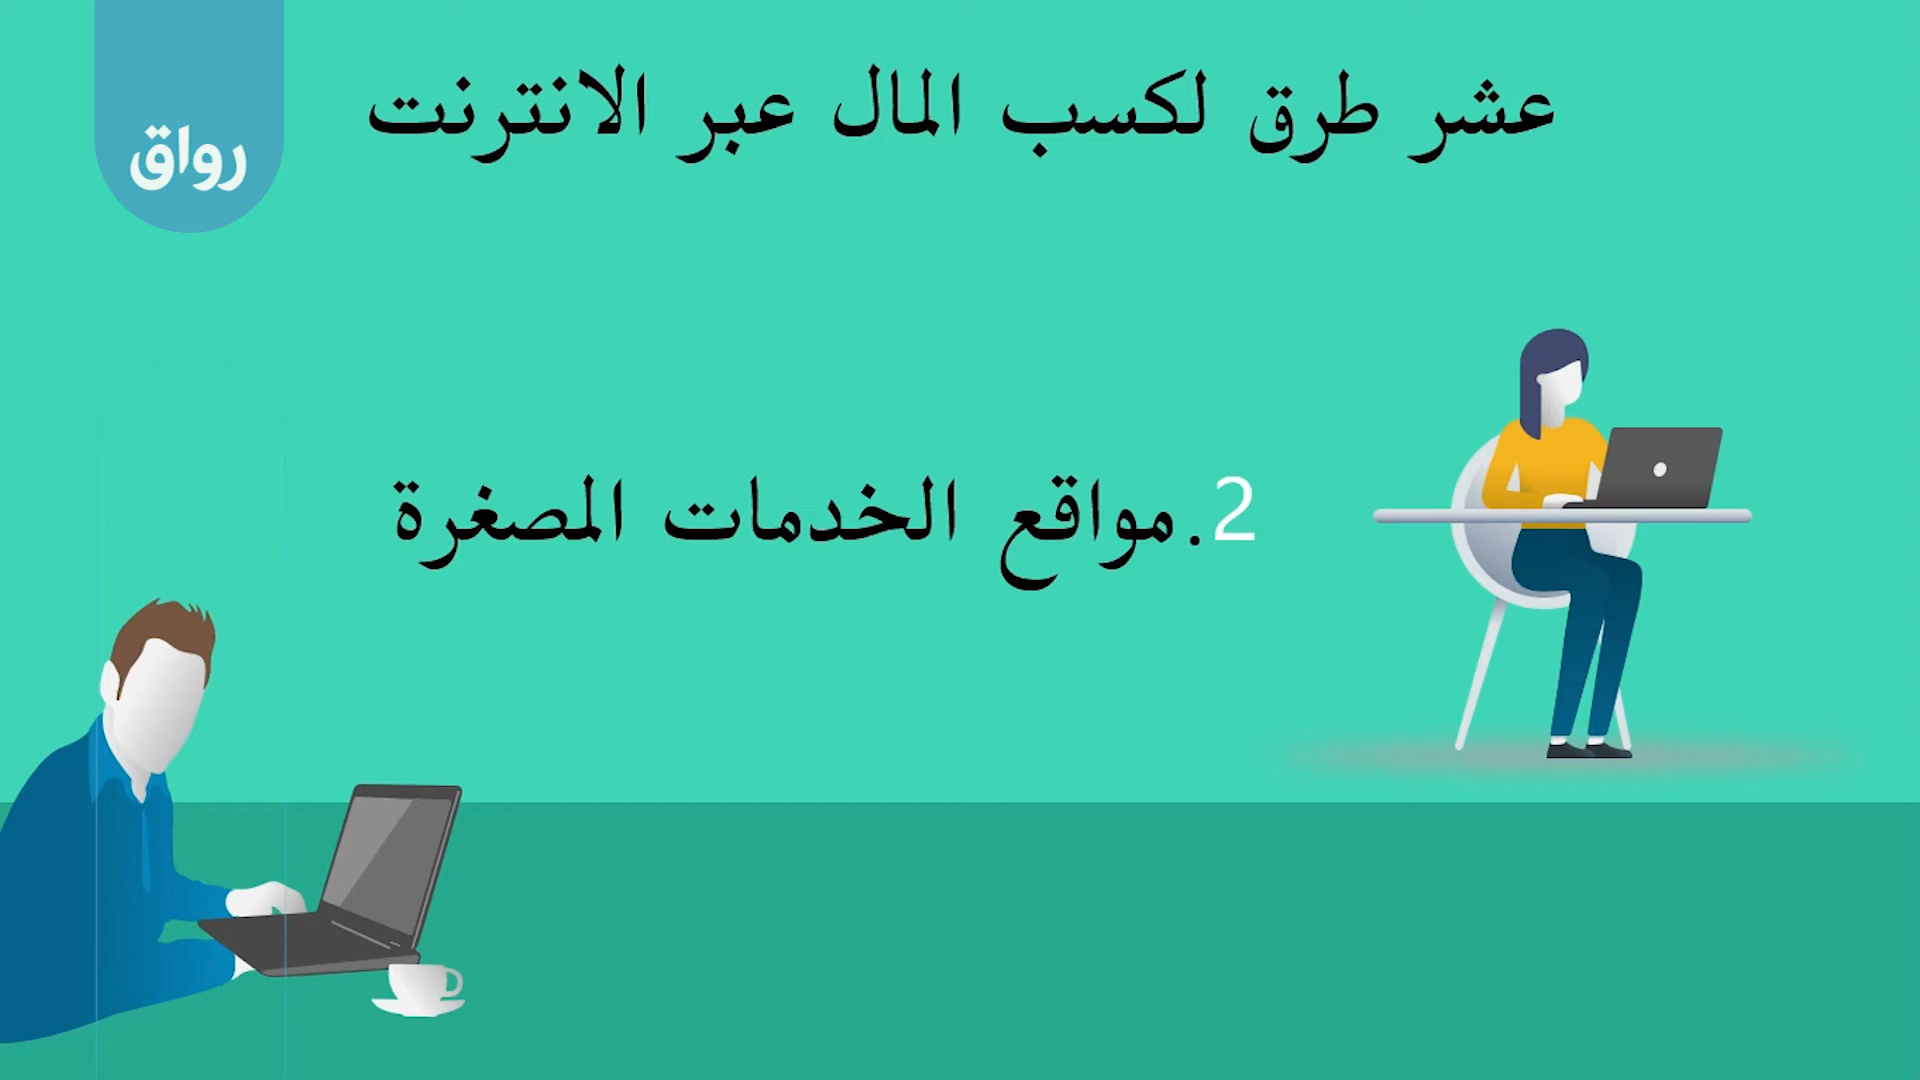 رواق
عشر طرق لكسب المال عبر الانترنت
2.مواقع الخدمات المصغرة